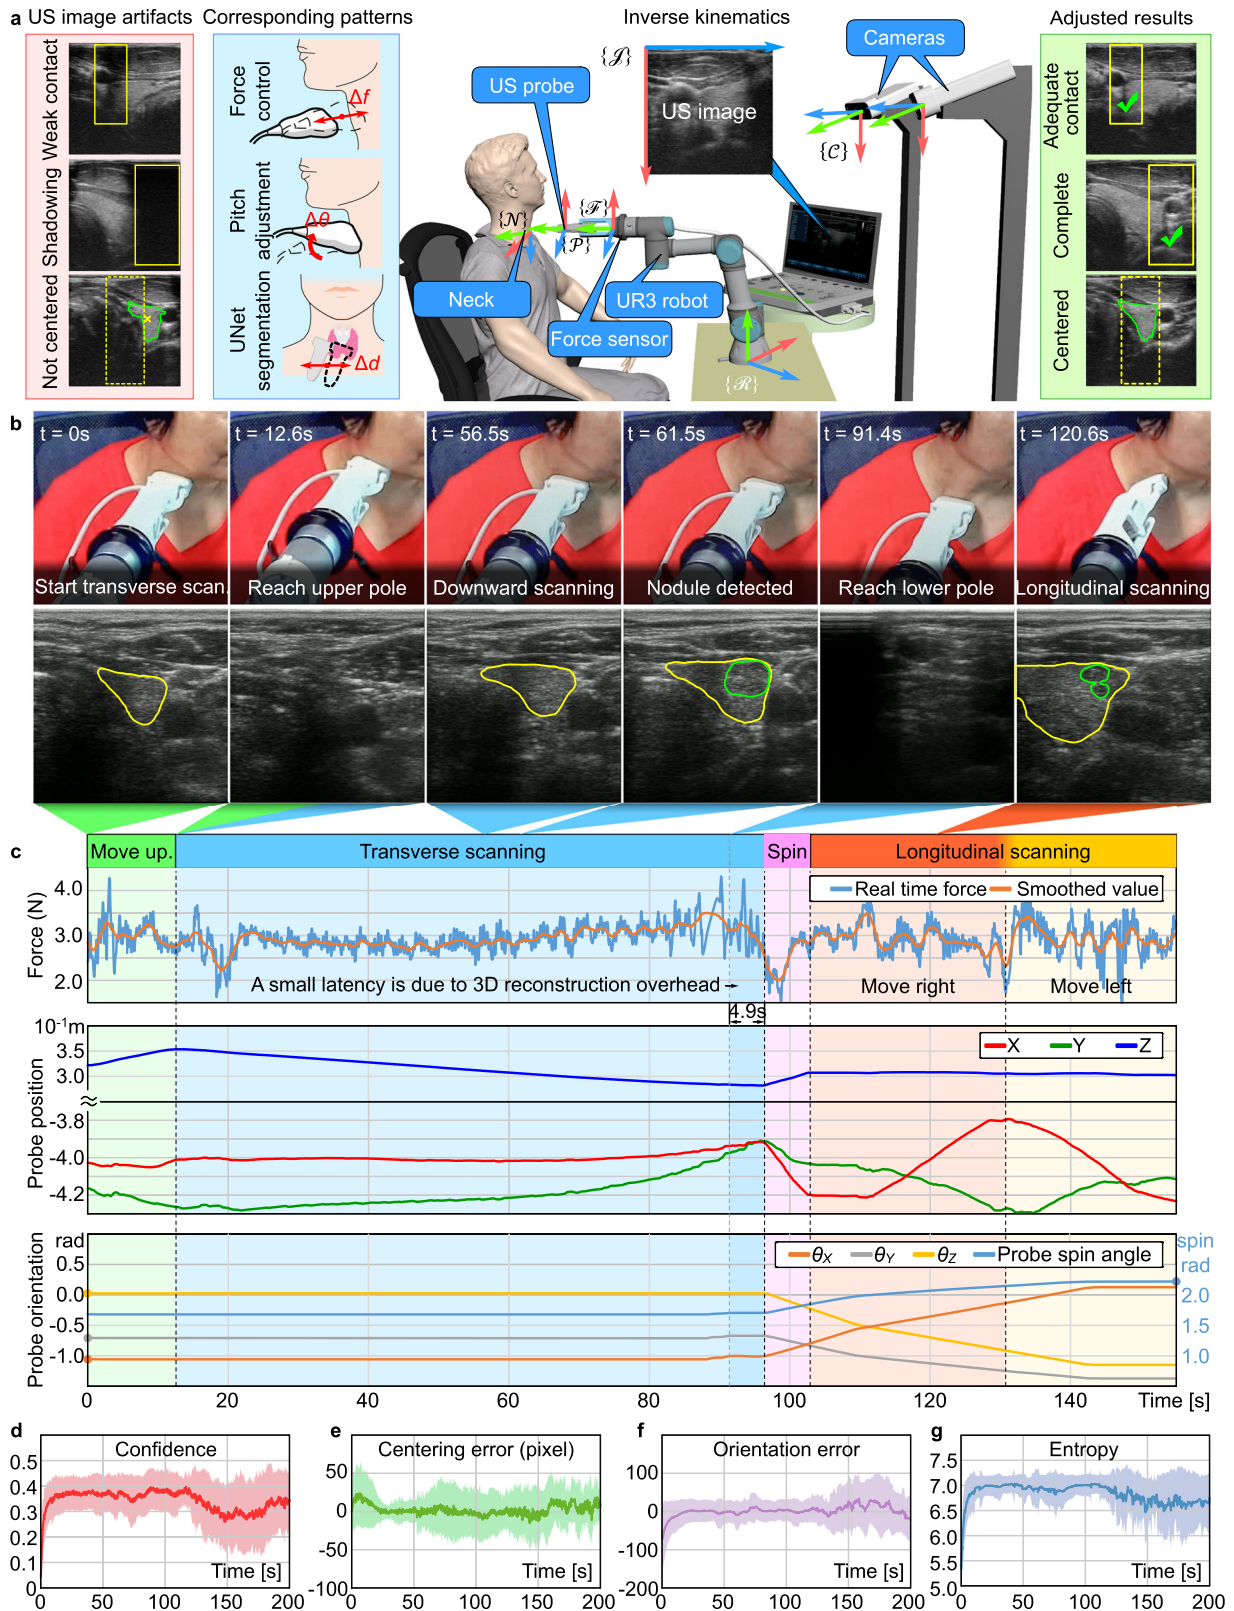 a US image artifacts Corresponding patterns Inverse kinematics Adjusted results
Weak contact
Shadowing
Not centered
Force control
Δf
Pitch adjustment
Δθ
UNet segmentation
Δd
US probe
Cameras
US image
{𝒥}
{𝒞}
{𝒩}
{ℱ}
{𝒫}
{ℛ}
Neck
UR3 robot
Force sensor
Adequate contact
Complete
Centered
b
t = 0s t = 12.6s t = 56.5s t = 61.5s t = 91.4s t = 120.6s
Start transverse scan. Reach upper pole Downward scanning Nodule detected Reach lower pole Longitudinal scanning
c Move up. Transverse scanning Spin Longitudinal scanning
Force (N)
4.0
3.0
2.0
Real time force Smoothed value
A small latency is due to 3D reconstruction overhead
Move right Move left
4.9s
Probe position
10⁻¹m
3.5
3.0
-3.8
-4.0
-4.2
X Y Z
Probe orientation
rad
0.5
0.0
-0.5
-1.0
θX θY θZ Probe spin angle
spin
rad
2.0
1.5
1.0
0 20 40 60 80 100 120 140 Time [s]
d Confidence
0.5
0.4
0.3
0.2
0.1
0
Time [s]
0 50 100 150 200
e Centering error (pixel)
50
0
-50
-100
Time [s]
0 50 100 150 200
f Orientation error
100
0
-100
-200
Time [s]
0 50 100 150 200
g Entropy
7.5
7.0
6.5
6.0
5.5
5.0
Time [s]
0 50 100 150 200